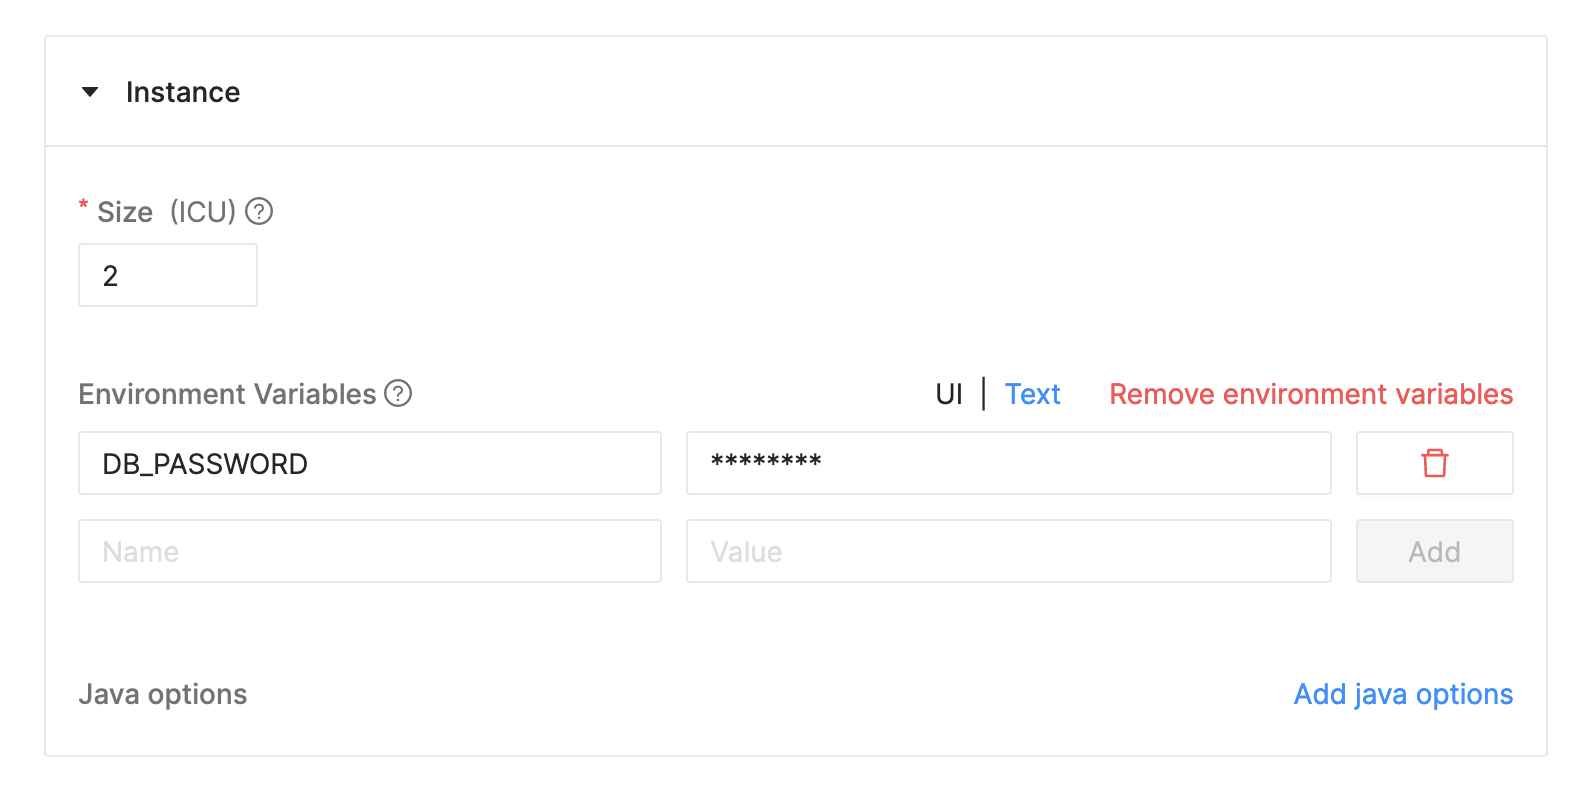 Instance
* Size (ICU) ?
2
Environment Variables ? UI | Text Remove environment variables
DB_PASSWORD ********
Name Value Add
Java options Add java options